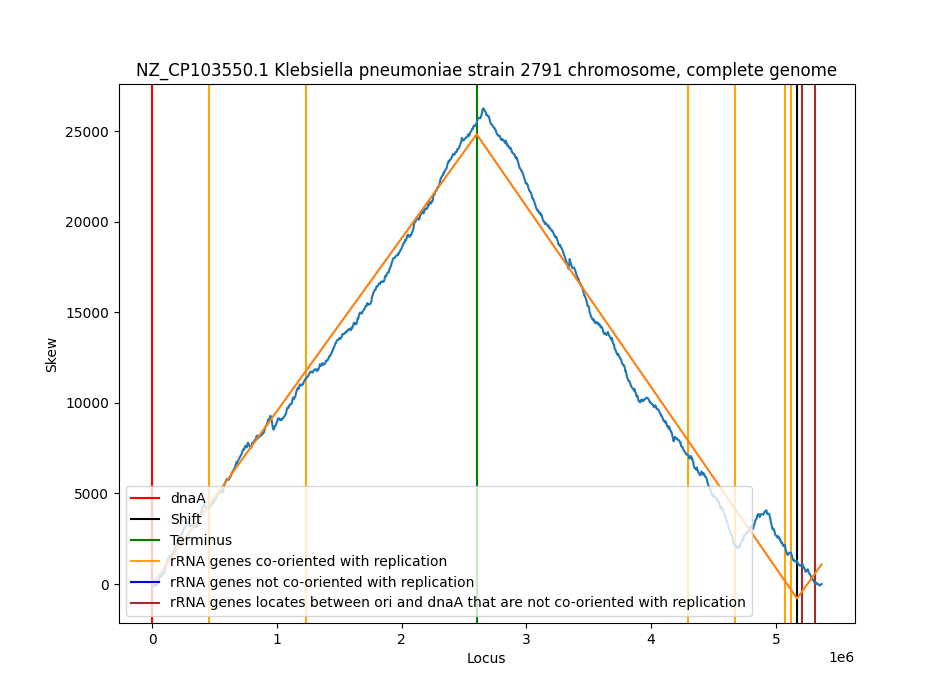 NZ_CP103550.1 Klebsiella pneumoniae strain 2791 chromosome, complete genome
Skew
25000
20000
15000
10000
5000
0
dnaA
Shift
Terminus
rRNA genes co-oriented with replication
rRNA genes not co-oriented with replication
rRNA genes locates between ori and dnaA that are not co-oriented with replication
0 1 2 3 4 5
1e6
Locus